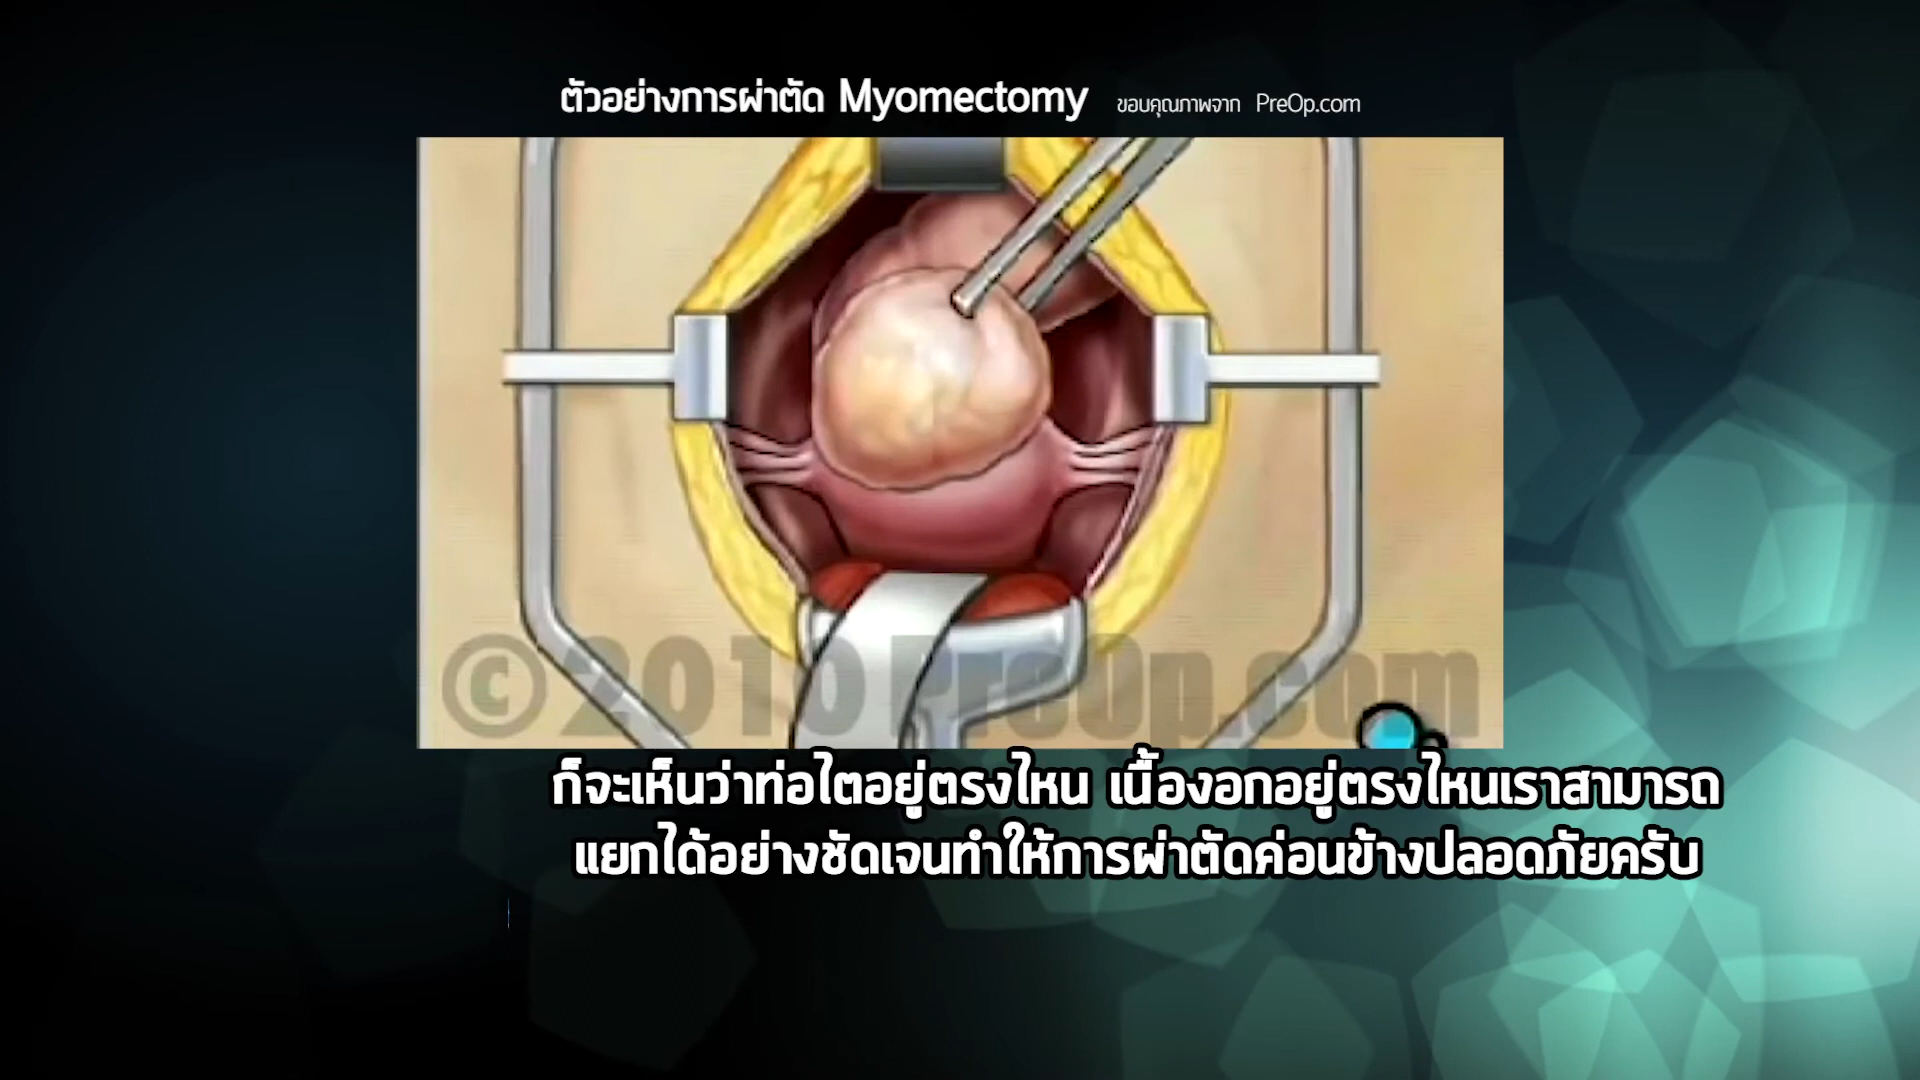 ตัวอย่างการผ่าตัด Myomectomy ขอบคุณภาพจาก PreOp.com
©2010 PreOp.com
ก็จะเห็นว่าท่อไตอยู่ตรงไหน เนื้องอกอยู่ตรงไหนเราสามารถ
แยกได้อย่างชัดเจนทำให้การผ่าตัดค่อนข้างปลอดภัยครับ